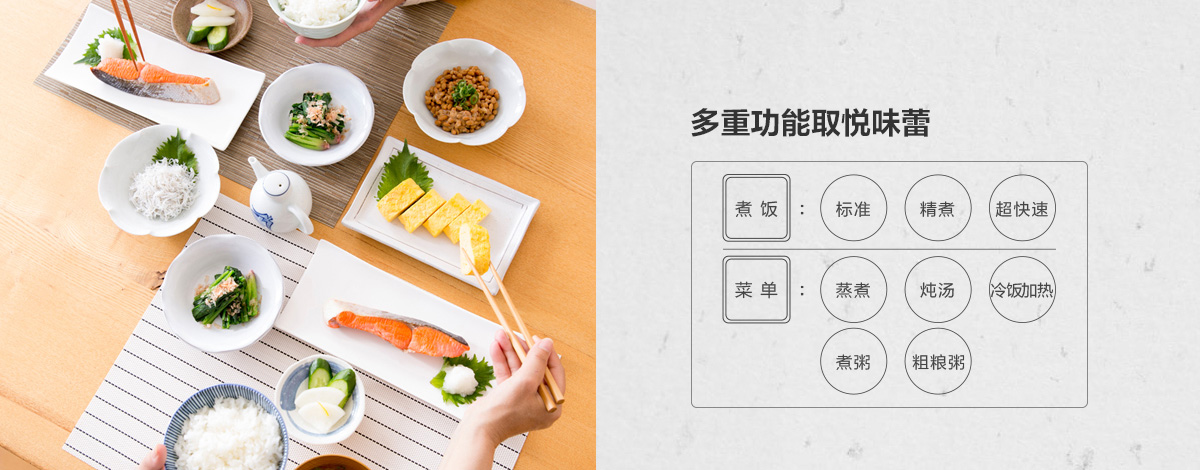 多重功能取悦味蕾
煮饭 : 标准 精煮 超快速
菜单 : 蒸煮 炖汤 冷饭加热
煮粥 粗粮粥